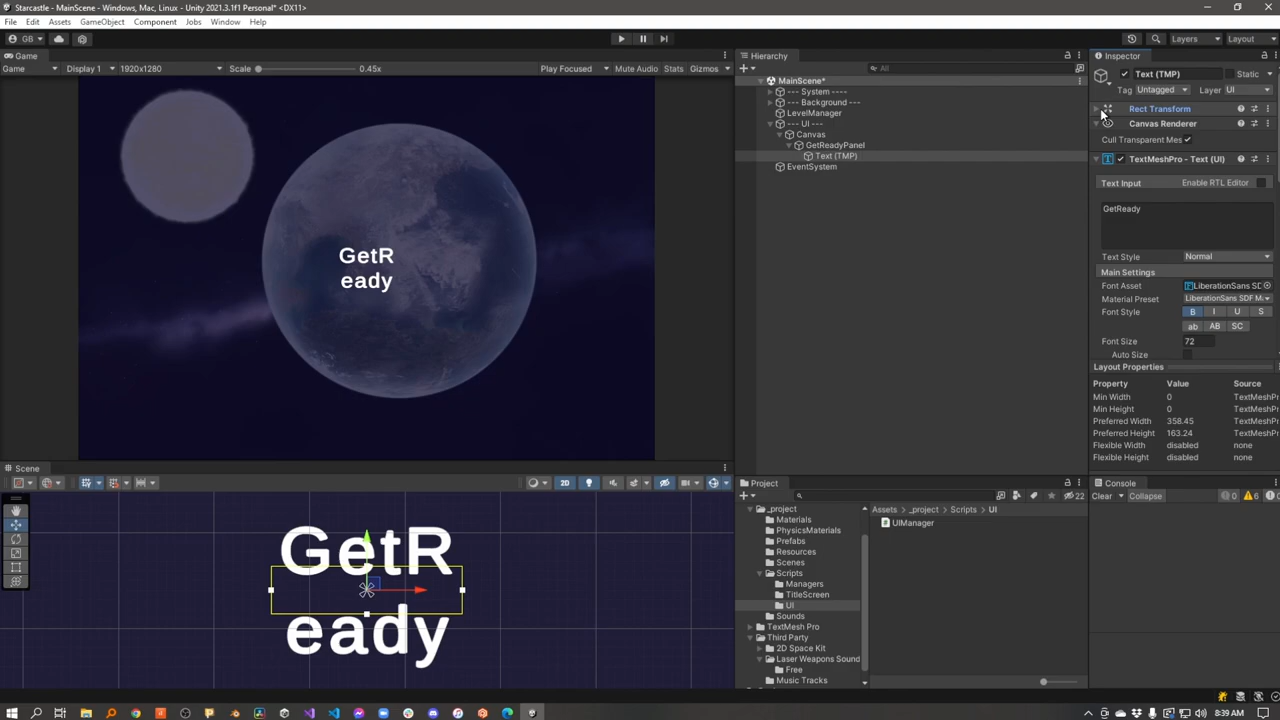 Starcastle - MainScene - Windows, Mac, Linux - Unity 2021.3.1f1 Personal* <DX11>
File Edit Assets GameObject Component Jobs Window Help
GB
Layers Layout
Game
Game Display 1 1920x1280 Scale 0.45x Play Focused Mute Audio Stats Gizmos
GetR
eady
Scene
2D
GetR
eady
Hierarchy
All
MainScene*
--- System ----
--- Background ---
LevelManager
--- UI ---
Canvas
GetReadyPanel
Text (TMP)
EventSystem
Inspector
Text (TMP) Static
Tag Untagged Layer UI
Rect Transform
Canvas Renderer
Cull Transparent Mes
TextMeshPro - Text (UI)
Text Input Enable RTL Editor
GetReady
Text Style Normal
Main Settings
Font Asset LiberationSans SD
Material Preset LiberationSans SDF M
Font Style B I U S
ab AB SC
Font Size 72
Auto Size
Layout Properties
Property Value Source
Min Width 0 TextMeshPr
Min Height 0 TextMeshPr
Preferred Width 358.45 TextMeshPr
Preferred Height 163.24 TextMeshPr
Flexible Width disabled none
Flexible Height disabled none
Project
22
_project
Materials
PhysicsMaterials
Prefabs
Resources
Scenes
Scripts
Managers
TitleScreen
UI
Sounds
TextMesh Pro
Third Party
2D Space Kit
Laser Weapons Sound
Free
Music Tracks
Assets > _project > Scripts > UI
UIManager
Console
Clear Collapse 0 6
8:39 AM